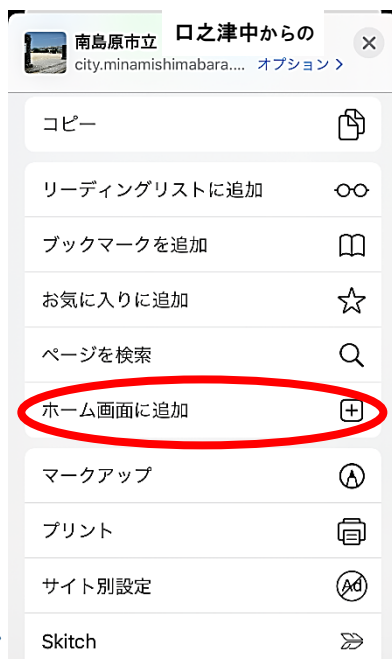 南島原市立 口之津中からの
city.minamishimabara.... オプション >
コピー
リーディングリストに追加
ブックマークを追加
お気に入りに追加
ページを検索
ホーム画面に追加
マークアップ
プリント
サイト別設定
Ad
Skitch